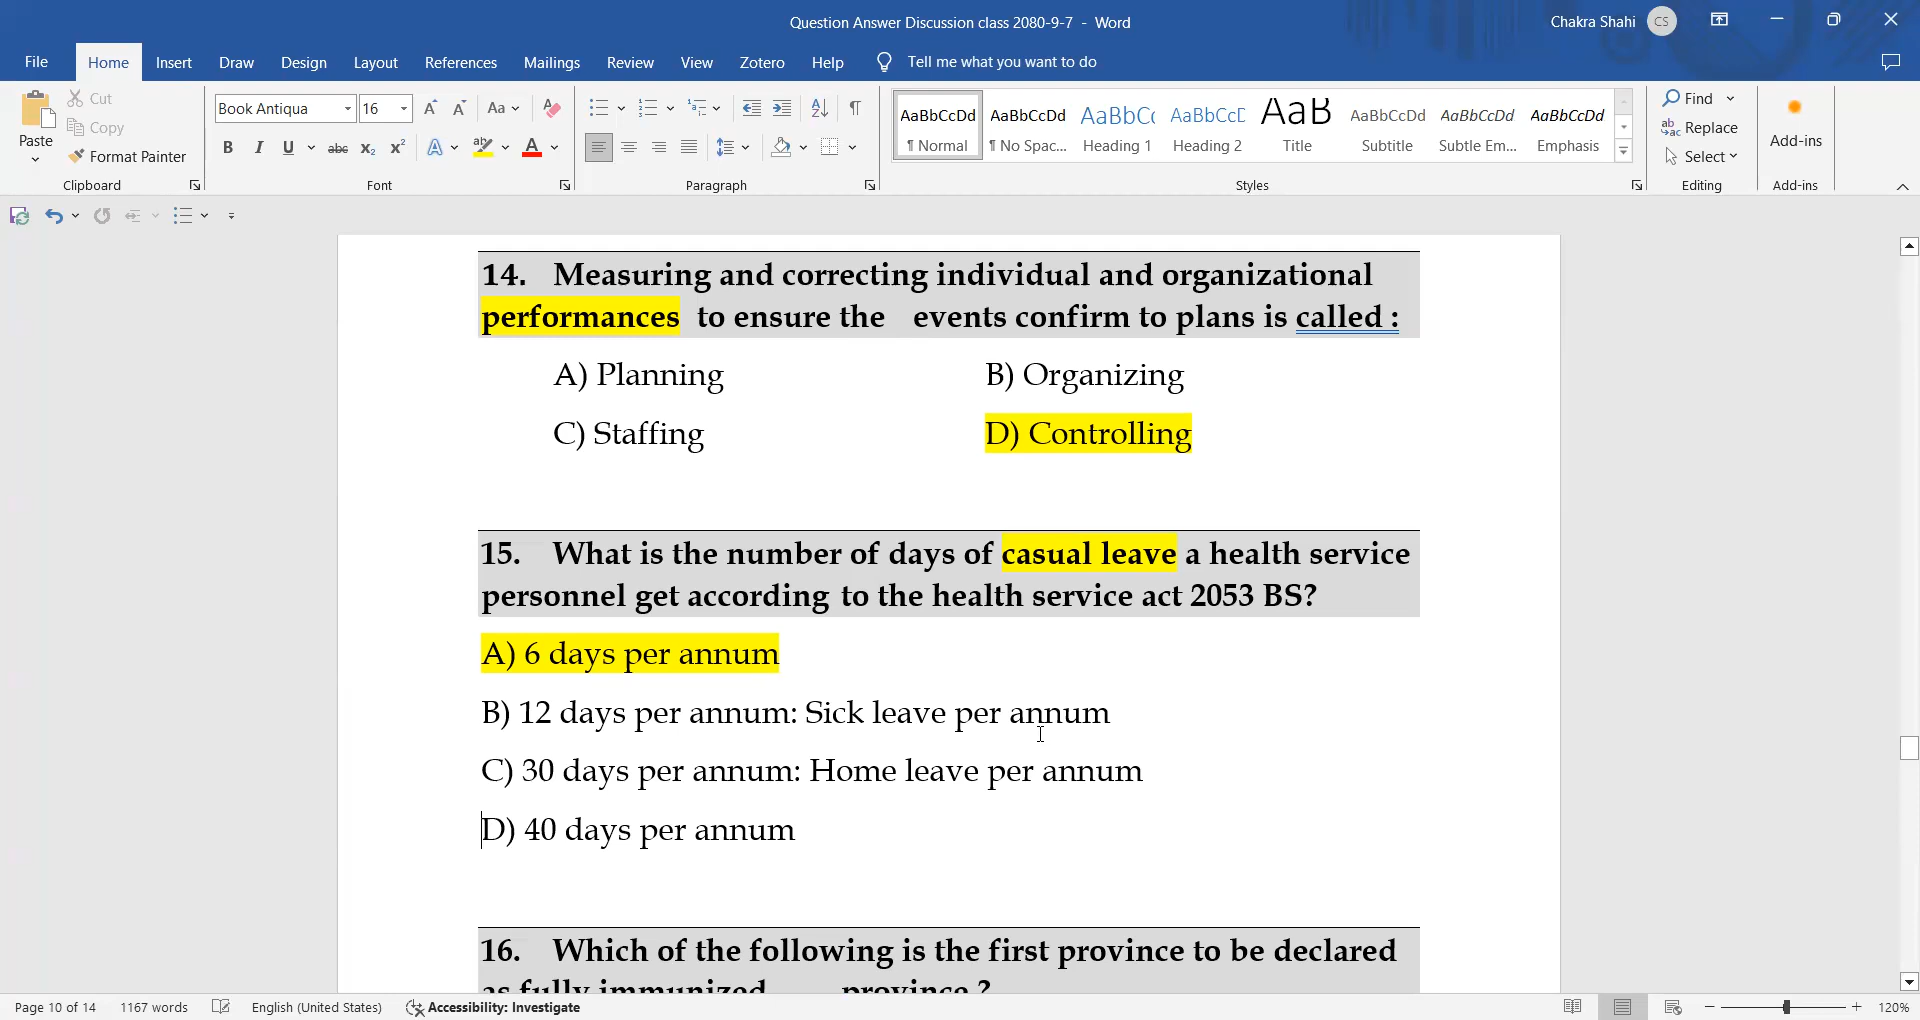 Question Answer Discussion class 2080-9-7 - Word
Chakra Shahi CS
File Home Insert Draw Design Layout References Mailings Review View Zotero Help Tell me what you want to do
Paste
Cut
Copy
Format Painter
Clipboard
Book Antiqua 16
Font
Paragraph
AaBbCcDd ¶ Normal
AaBbCcDd ¶ No Spac...
AaBbCc Heading 1
AaBbCcD Heading 2
AaB Title
AaBbCcDd Subtitle
AaBbCcDd Subtle Em...
AaBbCcDd Emphasis
Styles
Find
Replace
Select
Editing
Add-ins
Add-ins
14. Measuring and correcting individual and organizational
performances to ensure the events confirm to plans is called :
A) Planning B) Organizing
C) Staffing D) Controlling
15. What is the number of days of casual leave a health service
personnel get according to the health service act 2053 BS?
A) 6 days per annum
B) 12 days per annum: Sick leave per annum
C) 30 days per annum: Home leave per annum
D) 40 days per annum
16. Which of the following is the first province to be declared
as fully immunized province ?
Page 10 of 14 1167 words English (United States) Accessibility: Investigate 120%